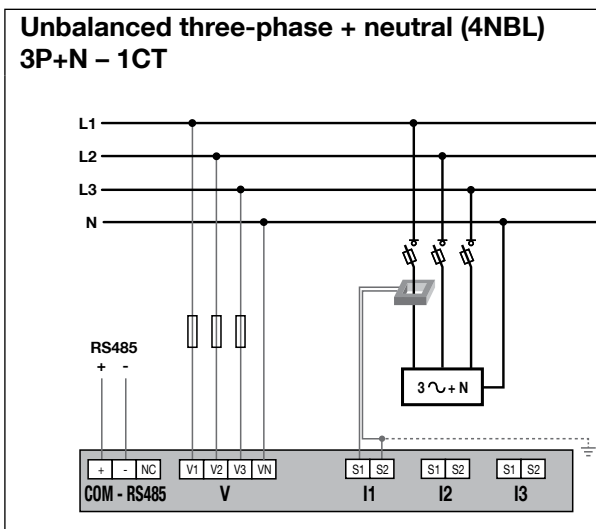 Unbalanced three-phase + neutral (4NBL)
3P+N – 1CT
L1
L2
L3
N
RS485
+ -
3 ∿ + N
+ - NC V1 V2 V3 VN S1 S2 S1 S2 S1 S2
COM - RS485 V I1 I2 I3